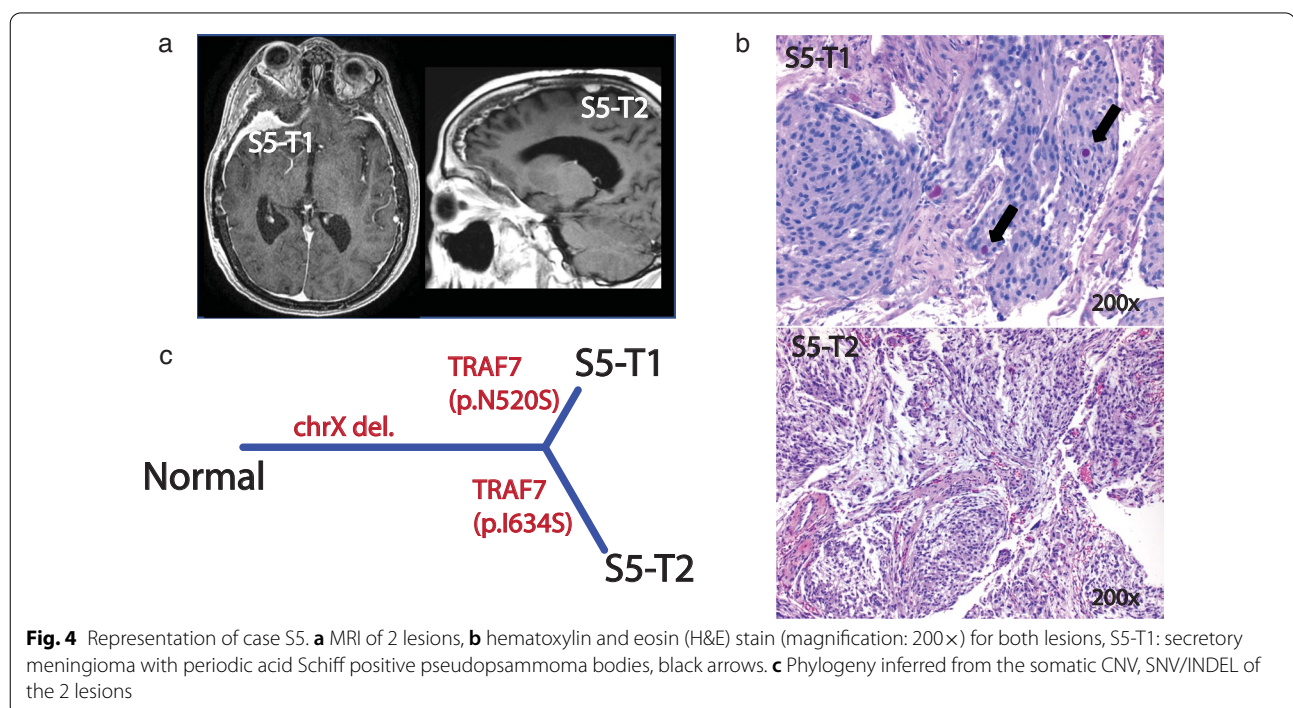 a
S5-T1
S5-T2
b
S5-T1
200x
S5-T2
200x
c
TRAF7
(p.N520S)
S5-T1
chrX del.
Normal
TRAF7
(p.I634S)
S5-T2
Fig. 4 Representation of case S5. a MRI of 2 lesions, b hematoxylin and eosin (H&E) stain (magnification: 200×) for both lesions, S5-T1: secretory
meningioma with periodic acid Schiff positive pseudopsammoma bodies, black arrows. c Phylogeny inferred from the somatic CNV, SNV/INDEL of
the 2 lesions